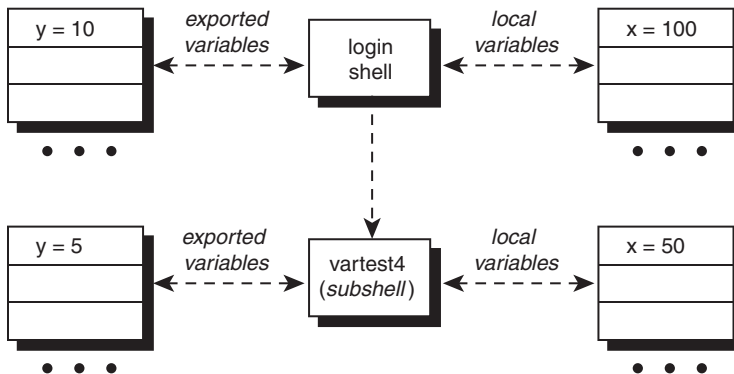 y = 10
exported
variables
login
shell
local
variables
x = 100
y = 5
exported
variables
vartest4
(subshell)
local
variables
x = 50